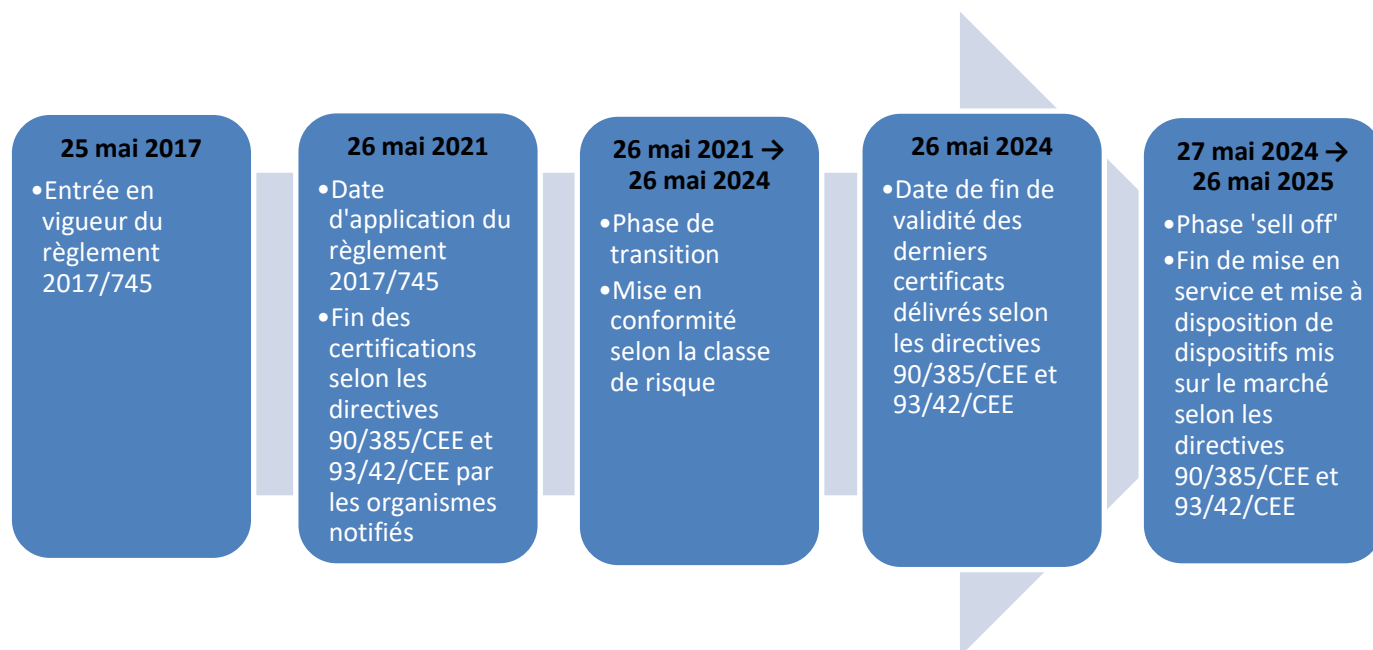 25 mai 2017
•Entrée en
vigueur du
règlement
2017/745
26 mai 2021
•Date
d'application du
règlement
2017/745
•Fin des
certifications
selon les
directives
90/385/CEE et
93/42/CEE par
les organismes
notifiés
26 mai 2021 →
26 mai 2024
•Phase de
transition
•Mise en
conformité
selon la classe
de risque
26 mai 2024
•Date de fin de
validité des
derniers
certificats
délivrés selon
les directives
90/385/CEE et
93/42/CEE
27 mai 2024 →
26 mai 2025
•Phase 'sell off'
•Fin de mise en
service et mise à
disposition de
dispositifs mis
sur le marché
selon les
directives
90/385/CEE et
93/42/CEE